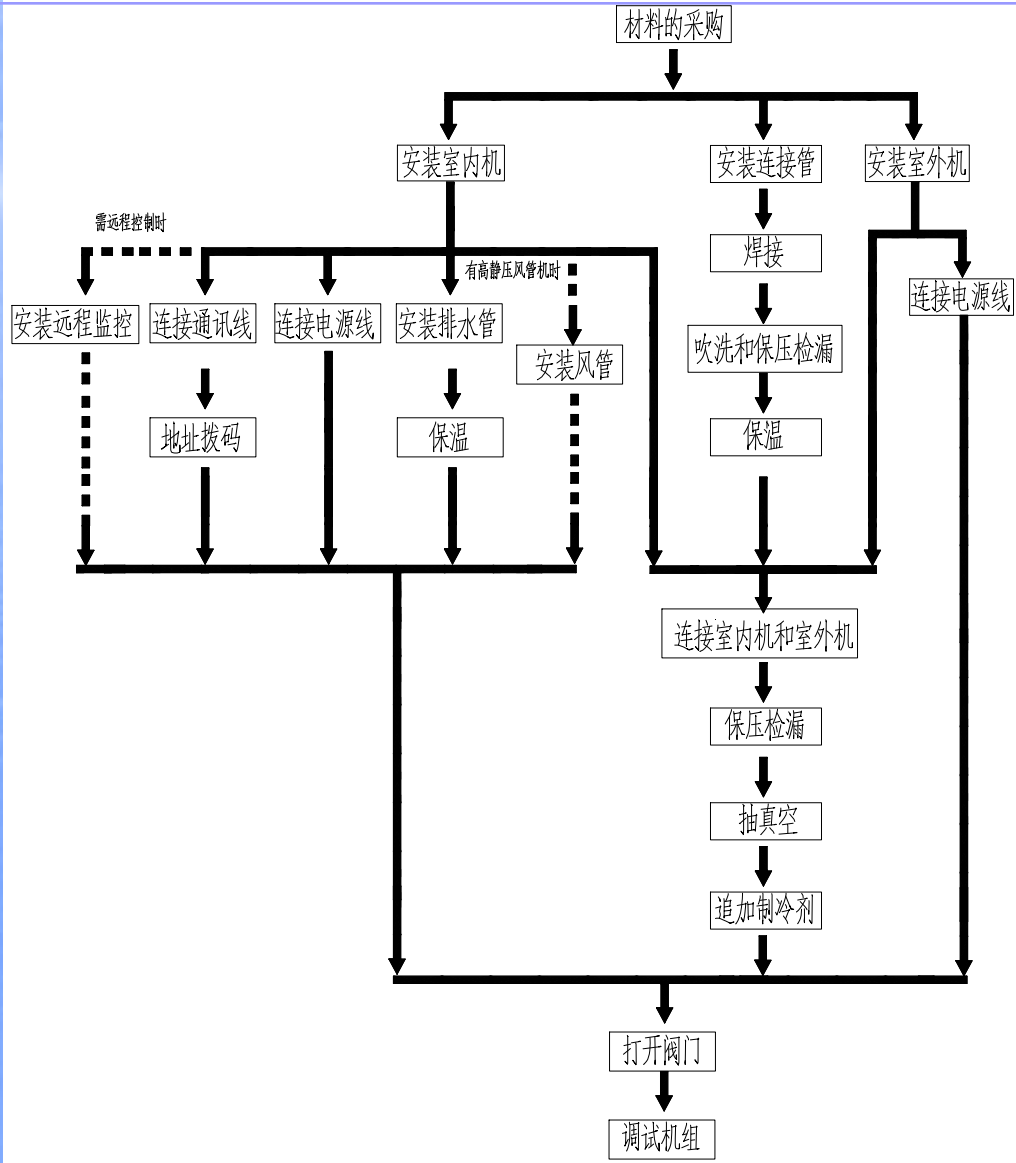 材料的采购
安装室内机
安装连接管
安装室外机
需远程控制时
焊接
有高静压风管机时
安装远程监控
连接通讯线
连接电源线
安装排水管
连接电源线
安装风管
吹洗和保压检漏
地址拨码
保温
保温
连接室内机和室外机
保压检漏
抽真空
追加制冷剂
打开阀门
调试机组